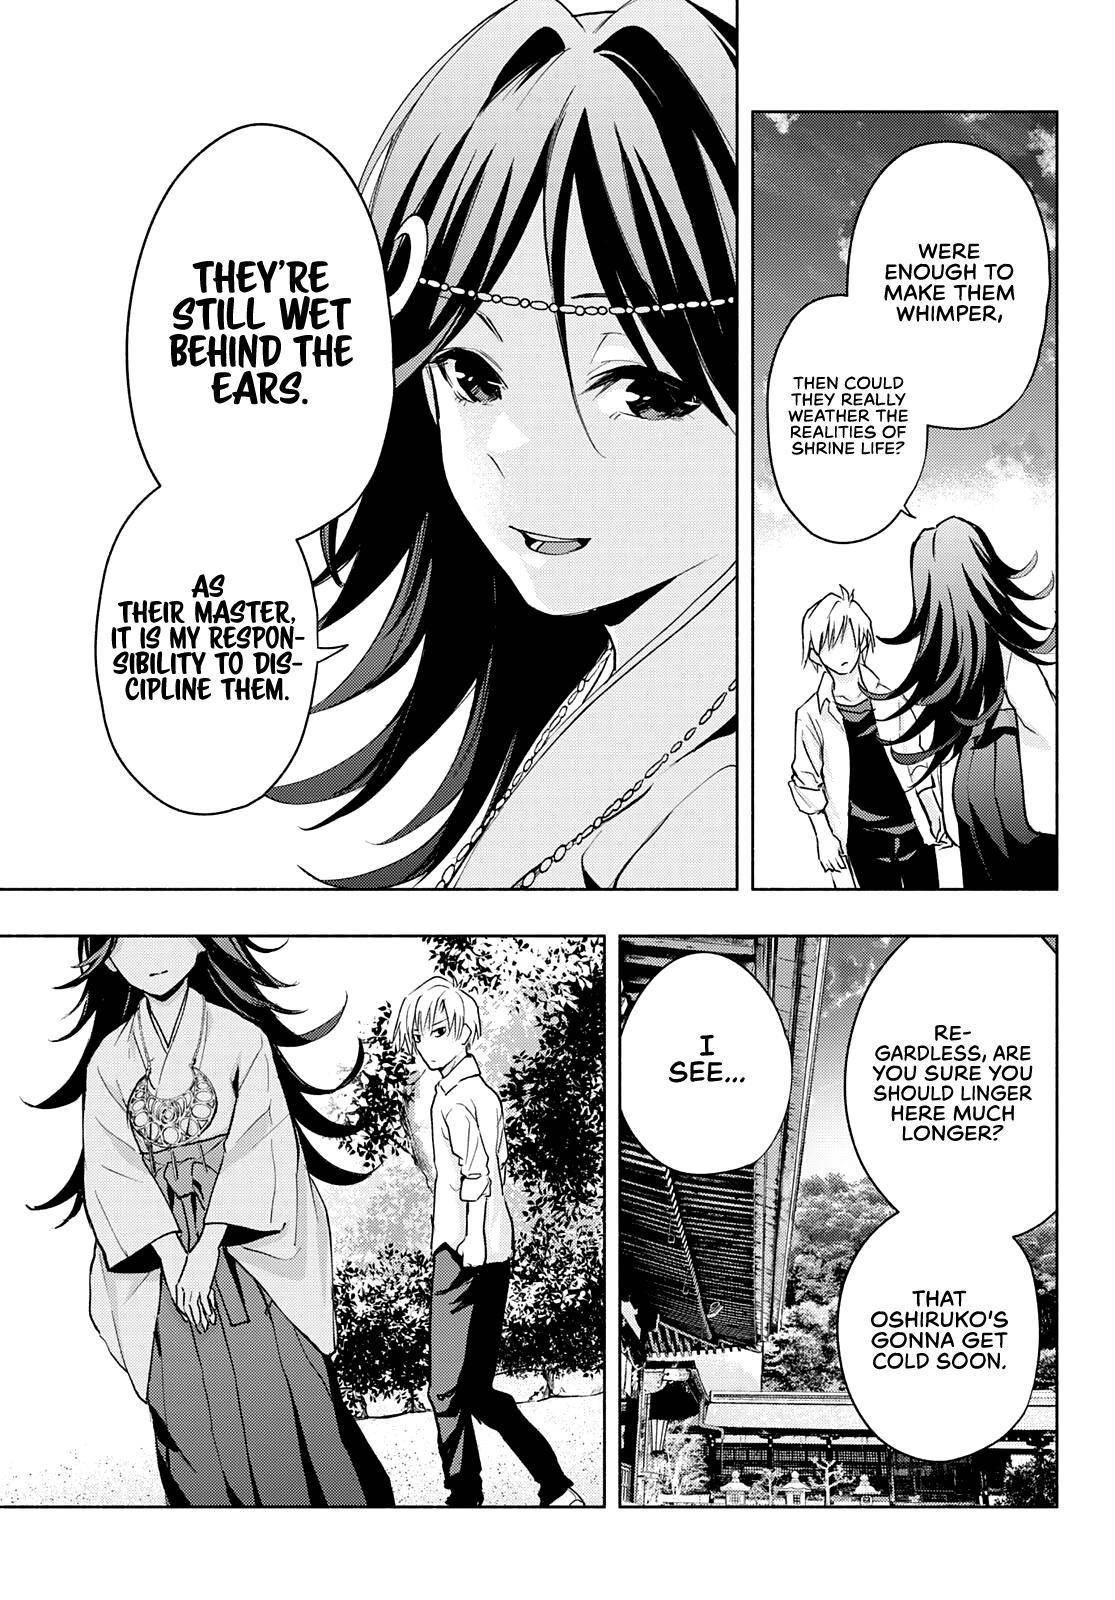 WERE
ENOUGH TO
MAKE THEM
WHIMPER,
THEN COULD
THEY REALLY
WEATHER THE
REALITIES OF
SHRINE LIFE?
THEY'RE
STILL WET
BEHIND THE
EARS.
AS
THEIR MASTER,
IT IS MY RESPON-
SIBILITY TO DIS-
CIPLINE THEM.
RE-
GARDLESS, ARE
YOU SURE YOU
SHOULD LINGER
HERE MUCH
LONGER?
THAT
OSHIRUKO'S
GONNA GET
COLD SOON.
I
SEE...